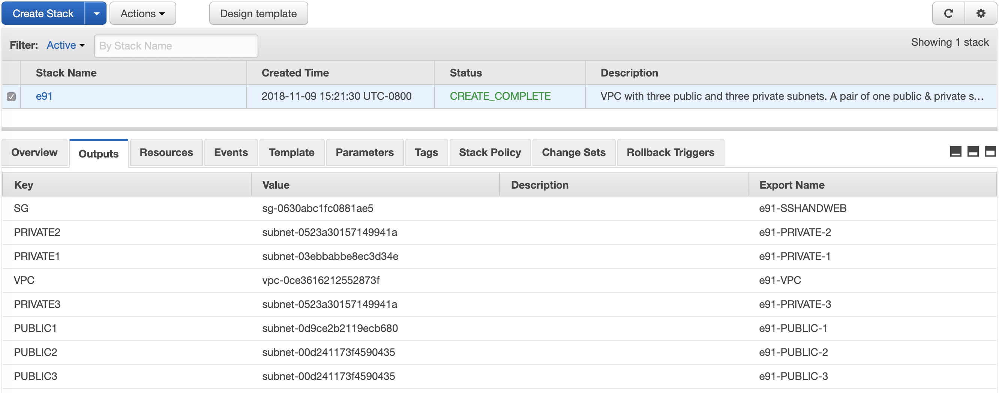 Create Stack Actions Design template
Filter: Active By Stack Name Showing 1 stack
Stack Name Created Time Status Description
e91 2018-11-09 15:21:30 UTC-0800 CREATE_COMPLETE VPC with three public and three private subnets. A pair of one public & private s...
Overview Outputs Resources Events Template Parameters Tags Stack Policy Change Sets Rollback Triggers
Key Value Description Export Name
SG sg-0630abc1fc0881ae5 e91-SSHANDWEB
PRIVATE2 subnet-0523a30157149941a e91-PRIVATE-2
PRIVATE1 subnet-03ebbabbe8ec3d34e e91-PRIVATE-1
VPC vpc-0ce3616212552873f e91-VPC
PRIVATE3 subnet-0523a30157149941a e91-PRIVATE-3
PUBLIC1 subnet-0d9ce2b2119ecb680 e91-PUBLIC-1
PUBLIC2 subnet-00d241173f4590435 e91-PUBLIC-2
PUBLIC3 subnet-00d241173f4590435 e91-PUBLIC-3